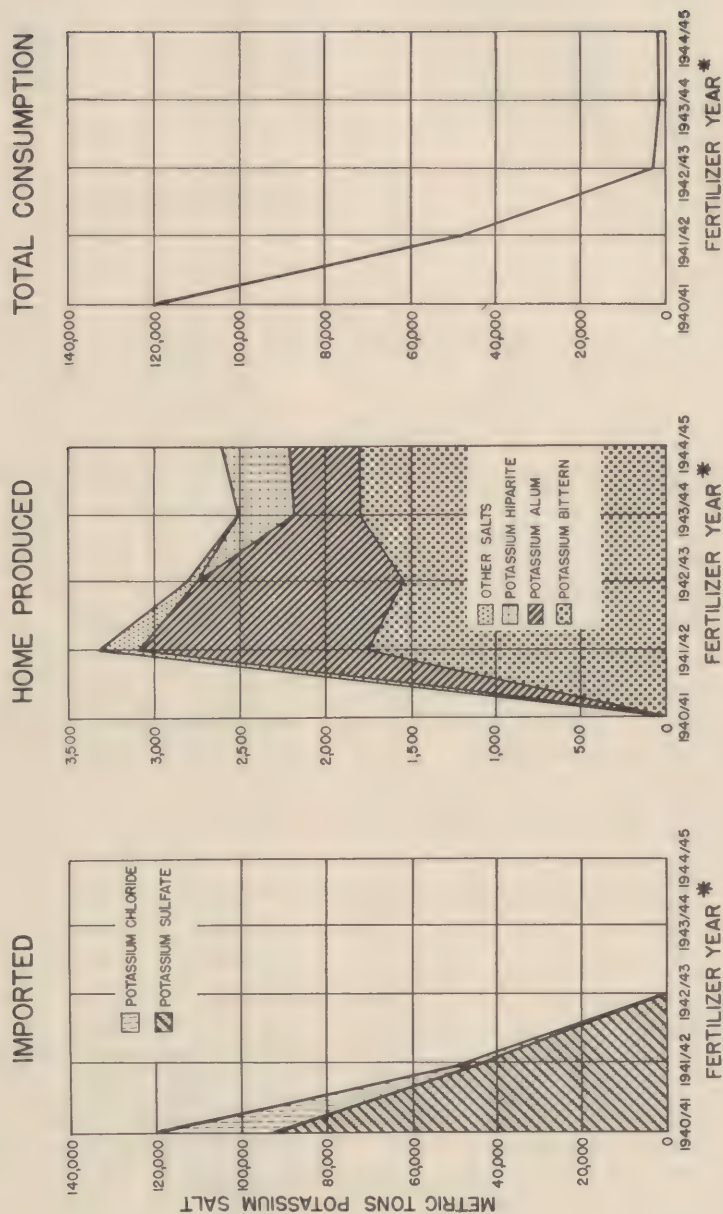 IMPORTED
METRIC TONS POTASSIUM SALT
140,000
120,000
100,000
80,000
60,000
40,000
20,000
0
POTASSIUM CHLORIDE
POTASSIUM SULFATE
1940/41 1941/42 1942/43 1943/44 1944/45
FERTILIZER YEAR*
HOME PRODUCED
3,500
3,000
2,500
2,000
1,500
1,000
500
0
OTHER SALTS
POTASSIUM HIPARITE
POTASSIUM ALUM
POTASSIUM BITTERN
1940/41 1941/42 1942/43 1943/44 1944/45
FERTILIZER YEAR*
TOTAL CONSUMPTION
140,000
120,000
100,000
80,000
60,000
40,000
20,000
0
1940/41 1941/42 1942/43 1943/44 1944/45
FERTILIZER YEAR*